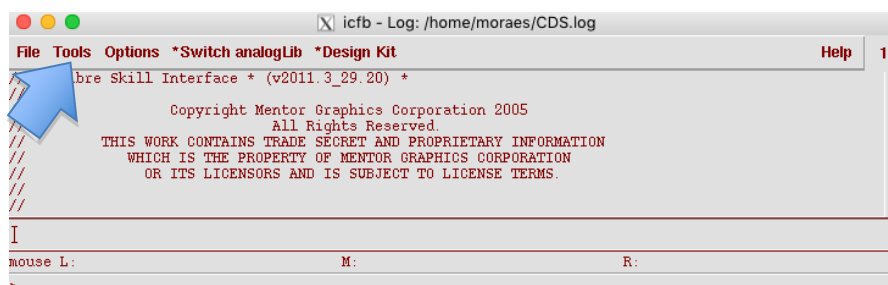 icfb - Log: /home/moraes/CDS.log
File Tools Options *Switch analogLib *Design Kit Help 1
// bre Skill Interface * (v2011.3_29.20) *
//
// Copyright Mentor Graphics Corporation 2005
// All Rights Reserved.
// THIS WORK CONTAINS TRADE SECRET AND PROPRIETARY INFORMATION
// WHICH IS THE PROPERTY OF MENTOR GRAPHICS CORPORATION
// OR ITS LICENSORS AND IS SUBJECT TO LICENSE TERMS.
//
//
mouse L: M: R: